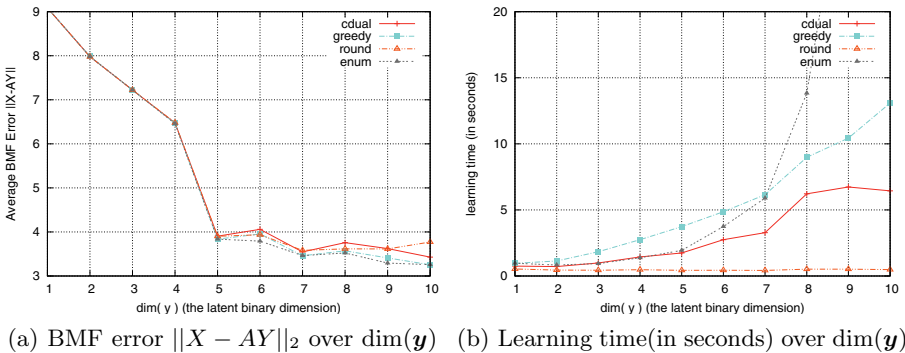 Average BMF Error ||X-AY||
9
8
7
6
5
4
3
1 2 3 4 5 6 7 8 9 10
dim( y ) (the latent binary dimension)
cdual
greedy
round
enum
(a) BMF error ||X − AY||₂ over dim(y)
learning time (in seconds)
20
15
10
5
0
1 2 3 4 5 6 7 8 9 10
dim( y ) (the latent binary dimension)
cdual
greedy
round
enum
(b) Learning time(in seconds) over dim(y)